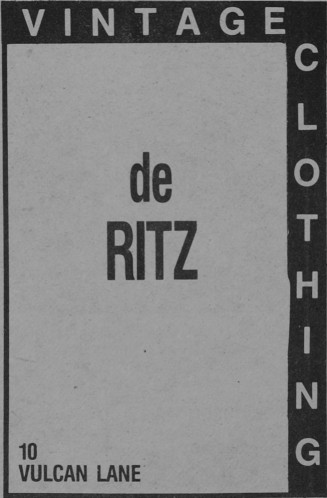 VINTAGE
CLOTHING
de
RITZ
10
VULCAN LANE